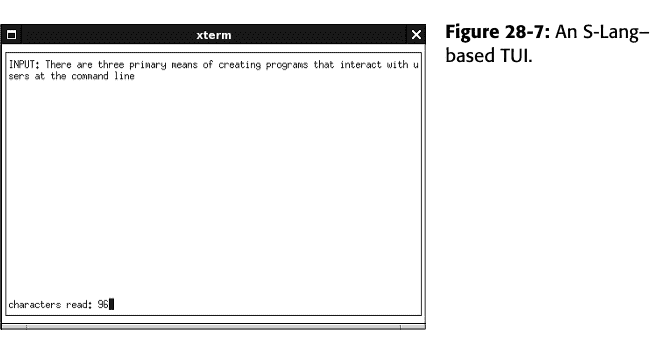 xterm
INPUT: There are three primary means of creating programs that interact with u
sers at the command line
characters read: 96
Figure 28-7: An S-Lang–
based TUI.